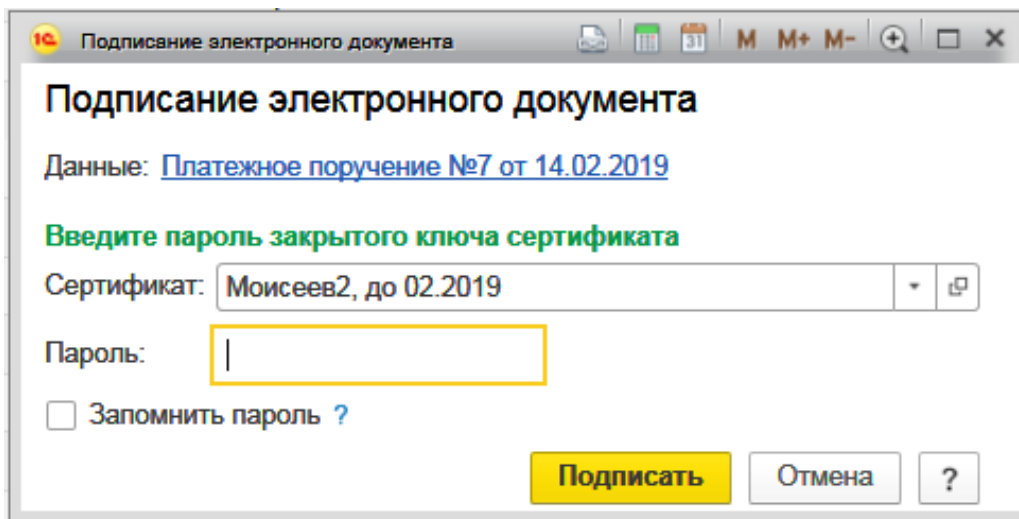 1С Подписание электронного документа 31 M M+ M-
Подписание электронного документа
Данные: Платежное поручение №7 от 14.02.2019
Введите пароль закрытого ключа сертификата
Сертификат: Моисеев2, до 02.2019
Пароль:
Запомнить пароль ?
Подписать Отмена ?